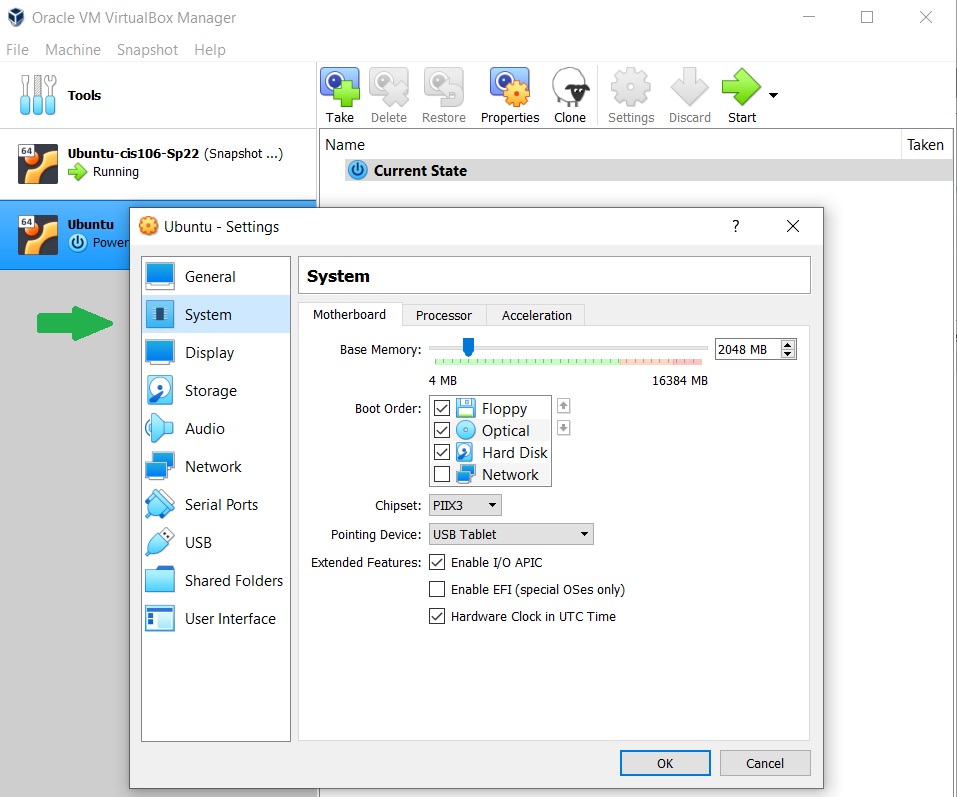 Oracle VM VirtualBox Manager
File Machine Snapshot Help
Tools
Take Delete Restore Properties Clone Settings Discard Start
Name Taken
Current State
64
Ubuntu-cis106-Sp22 (Snapshot ...)
Running
64
Ubuntu
Power
Ubuntu - Settings
?
General
System
Display
Storage
Audio
Network
Serial Ports
USB
Shared Folders
User Interface
System
Motherboard Processor Acceleration
Base Memory: 2048 MB
4 MB 16384 MB
Boot Order: Floppy
Optical
Hard Disk
Network
Chipset: PIIX3
Pointing Device: USB Tablet
Extended Features: Enable I/O APIC
Enable EFI (special OSes only)
Hardware Clock in UTC Time
OK Cancel